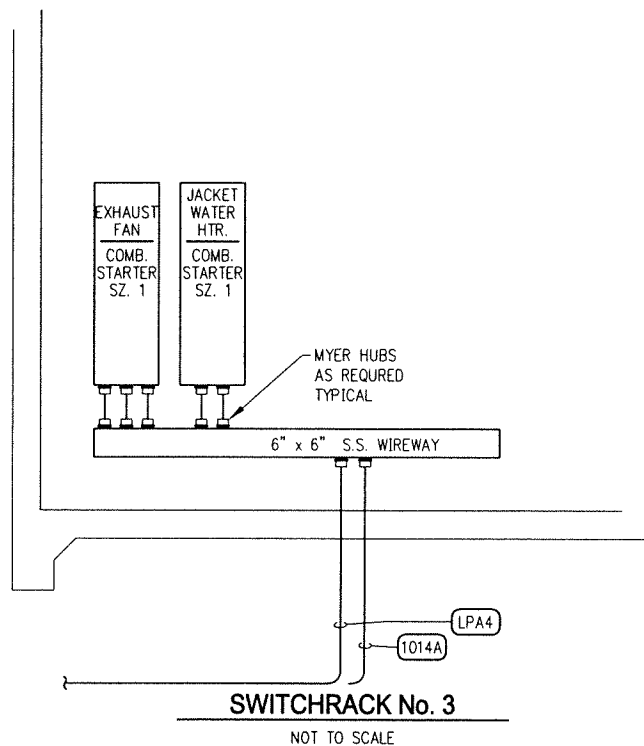 EXHAUST
FAN
COMB.
STARTER
SZ. 1
JACKET
WATER
HTR.
COMB.
STARTER
SZ. 1
MYER HUBS
AS REQURED
TYPICAL
6" x 6" S.S. WIREWAY
LPA4
1014A
SWITCHRACK No. 3
NOT TO SCALE